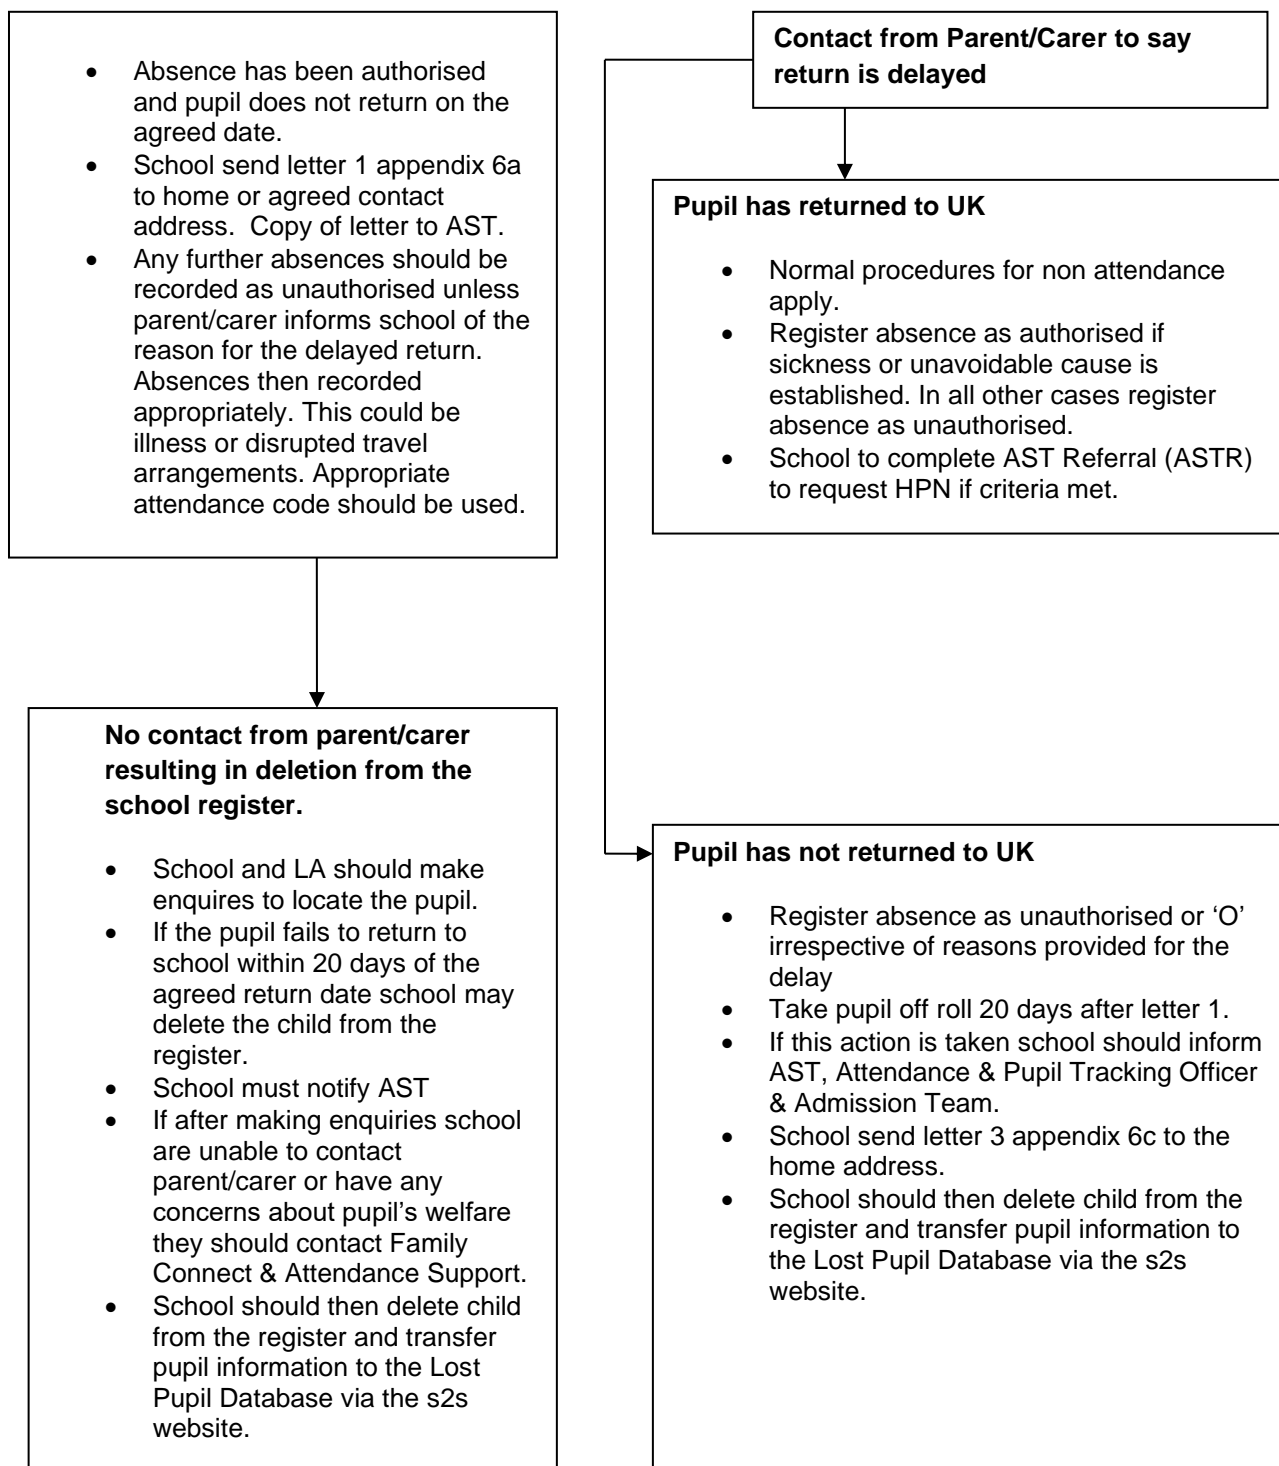 • Absence has been authorised
and pupil does not return on the
agreed date.
• School send letter 1 appendix 6a
to home or agreed contact
address.  Copy of letter to AST.
• Any further absences should be
recorded as unauthorised unless
parent/carer informs school of the
reason for the delayed return.
Absences then recorded
appropriately. This could be
illness or disrupted travel
arrangements. Appropriate
attendance code should be used.
No contact from parent/carer
resulting in deletion from the
school register.
• School and LA should make
enquires to locate the pupil.
• If the pupil fails to return to
school within 20 days of the
agreed return date school may
delete the child from the
register.
• School must notify AST
• If after making enquiries school
are unable to contact
parent/carer or have any
concerns about pupil’s welfare
they should contact Family
Connect & Attendance Support.
• School should then delete child
from the register and transfer
pupil information to the Lost
Pupil Database via the s2s
website.
Contact from Parent/Carer to say
return is delayed
Pupil has returned to UK
• Normal procedures for non attendance
apply.
• Register absence as authorised if
sickness or unavoidable cause is
established. In all other cases register
absence as unauthorised.
• School to complete AST Referral (ASTR)
to request HPN if criteria met.
Pupil has not returned to UK
• Register absence as unauthorised or ‘O’
irrespective of reasons provided for the
delay
• Take pupil off roll 20 days after letter 1.
• If this action is taken school should inform
AST, Attendance & Pupil Tracking Officer
& Admission Team.
• School send letter 3 appendix 6c to the
home address.
• School should then delete child from the
register and transfer pupil information to
the Lost Pupil Database via the s2s
website.